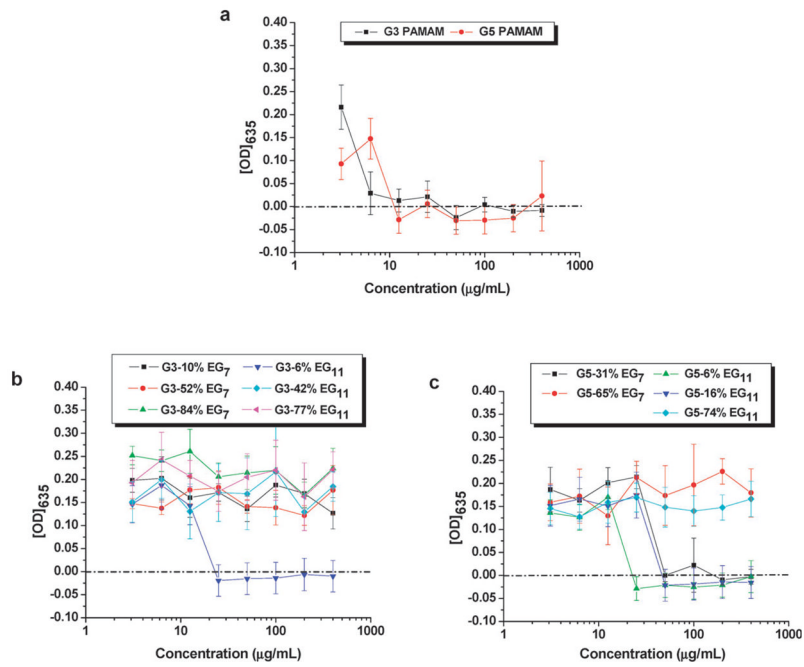 a
G3 PAMAM G5 PAMAM
0.40
0.35
0.30
0.25
0.20
0.15
0.10
0.05
0.00
-0.05
-0.10
[OD]635
1 10 100 1000
Concentration (μg/mL)
b
G3-10% EG7 G3-6% EG11
G3-52% EG7 G3-42% EG11
G3-84% EG7 G3-77% EG11
0.40
0.35
0.30
0.25
0.20
0.15
0.10
0.05
0.00
-0.05
-0.10
[OD]635
1 10 100 1000
Concentration (μg/mL)
c
G5-31% EG7 G5-6% EG11
G5-65% EG7 G5-16% EG11
G5-74% EG11
0.40
0.35
0.30
0.25
0.20
0.15
0.10
0.05
0.00
-0.05
-0.10
[OD]635
1 10 100 1000
Concentration (μg/mL)